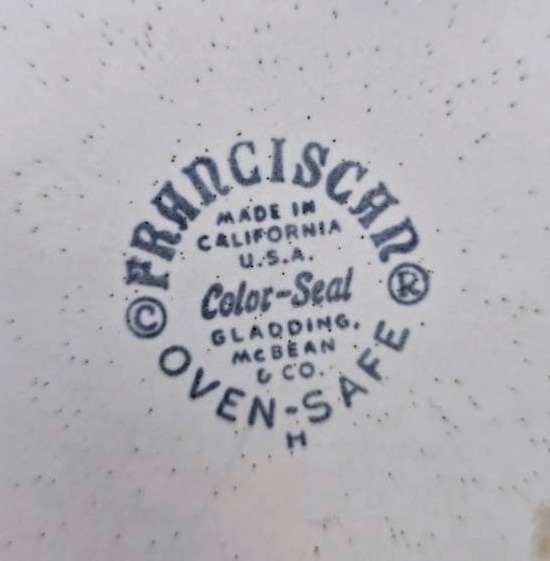 FRANCISCAN
MADE IN
CALIFORNIA
U.S.A.
Color-Seal
© ®
GLADDING,
McBEAN
& CO.
OVEN-SAFE
H